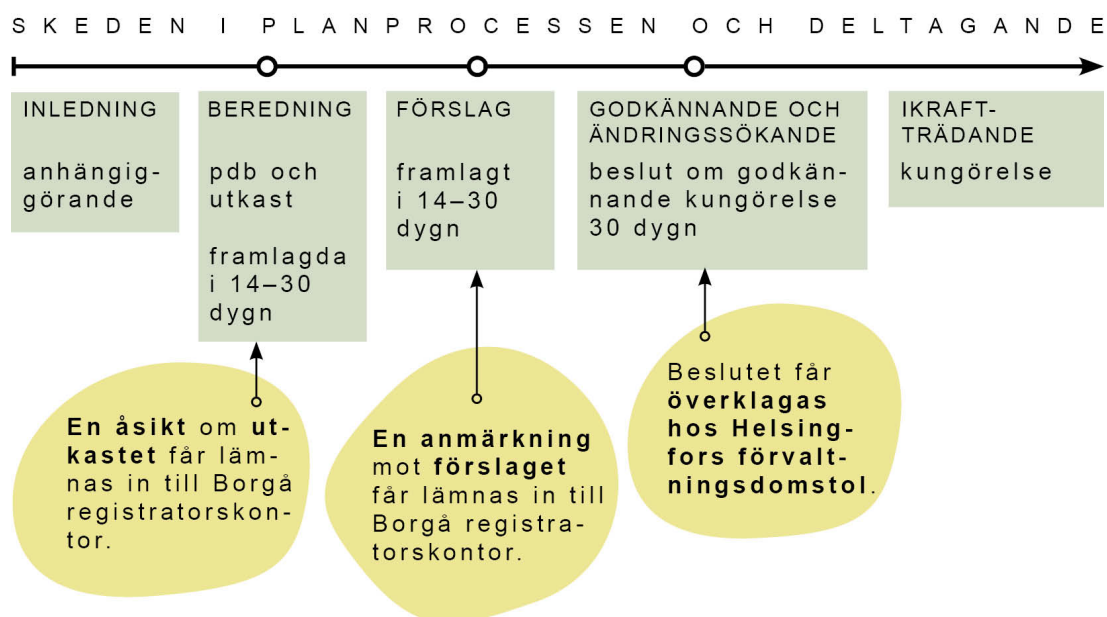 SKEDEN I PLANPROCESSEN OCH DELTAGANDE
INLEDNING
anhängig-
görande
BEREDNING
pdb och
utkast
framlagda
i 14–30
dygn
FÖRSLAG
framlagt
i 14–30
dygn
GODKÄNNANDE OCH
ÄNDRINGSSÖKANDE
beslut om godkän-
nande kungörelse
30 dygn
IKRAFT-
TRÄDANDE
kungörelse
En åsikt om ut-
kastet får läm-
nas in till Borgå
registratorskon-
tor.
En anmärkning
mot förslaget
får lämnas in till
Borgå registra-
torskontor.
Beslutet får
överklagas
hos Helsing-
fors förvalt-
ningsdomstol.